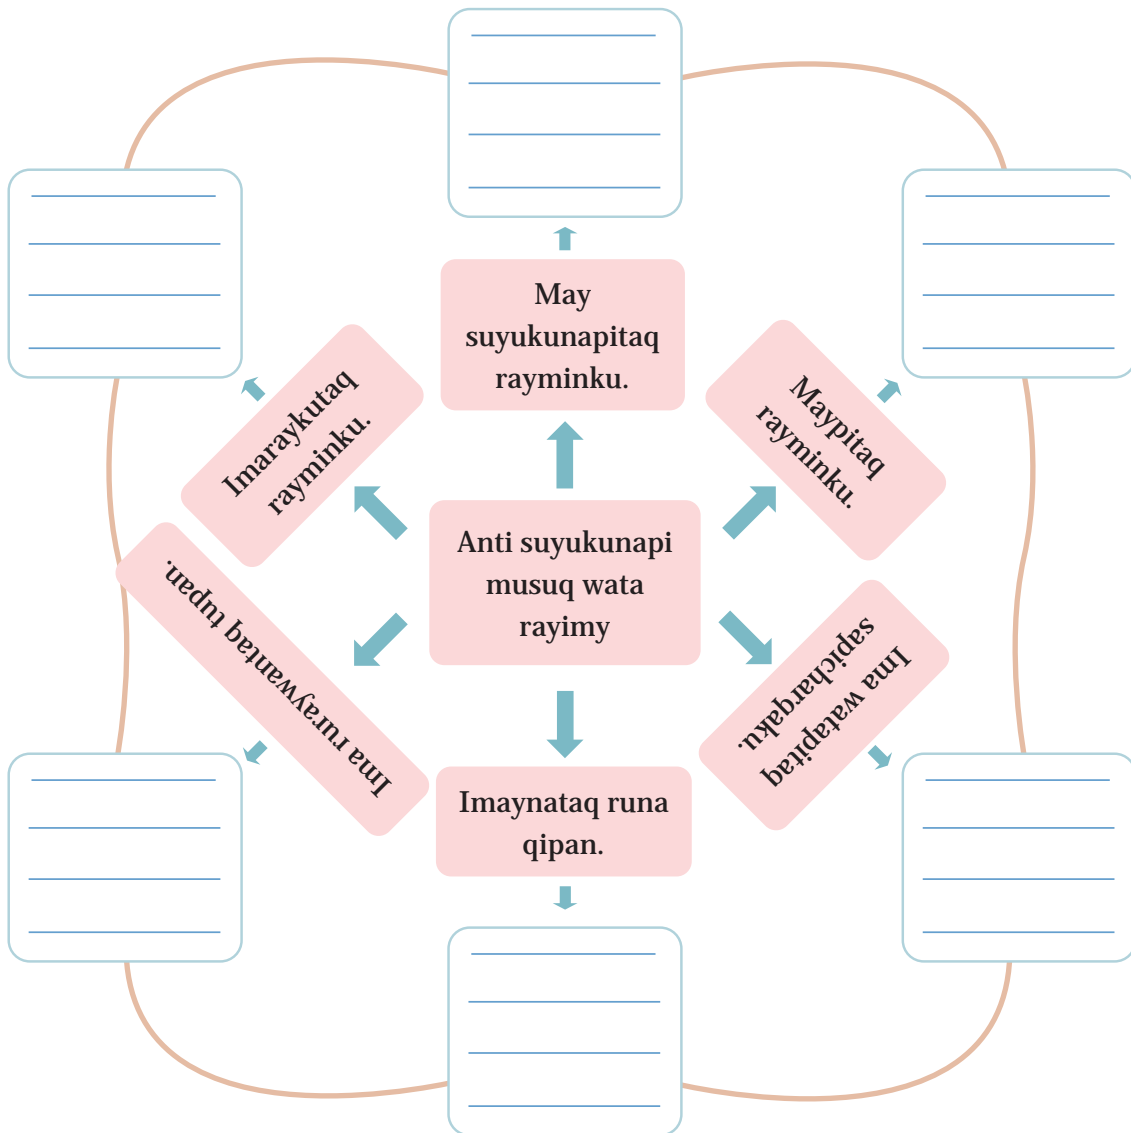 May
suyukunapitaq
rayminku.
Imaraykutaq
rayminku.
Maypitaq
rayminku.
Anti suyukunapi
musuq wata
rayimy
Ima ruraywantaq tupan.
Ima watapitaq
sapicharqaku.
Imaynataq runa
qipan.